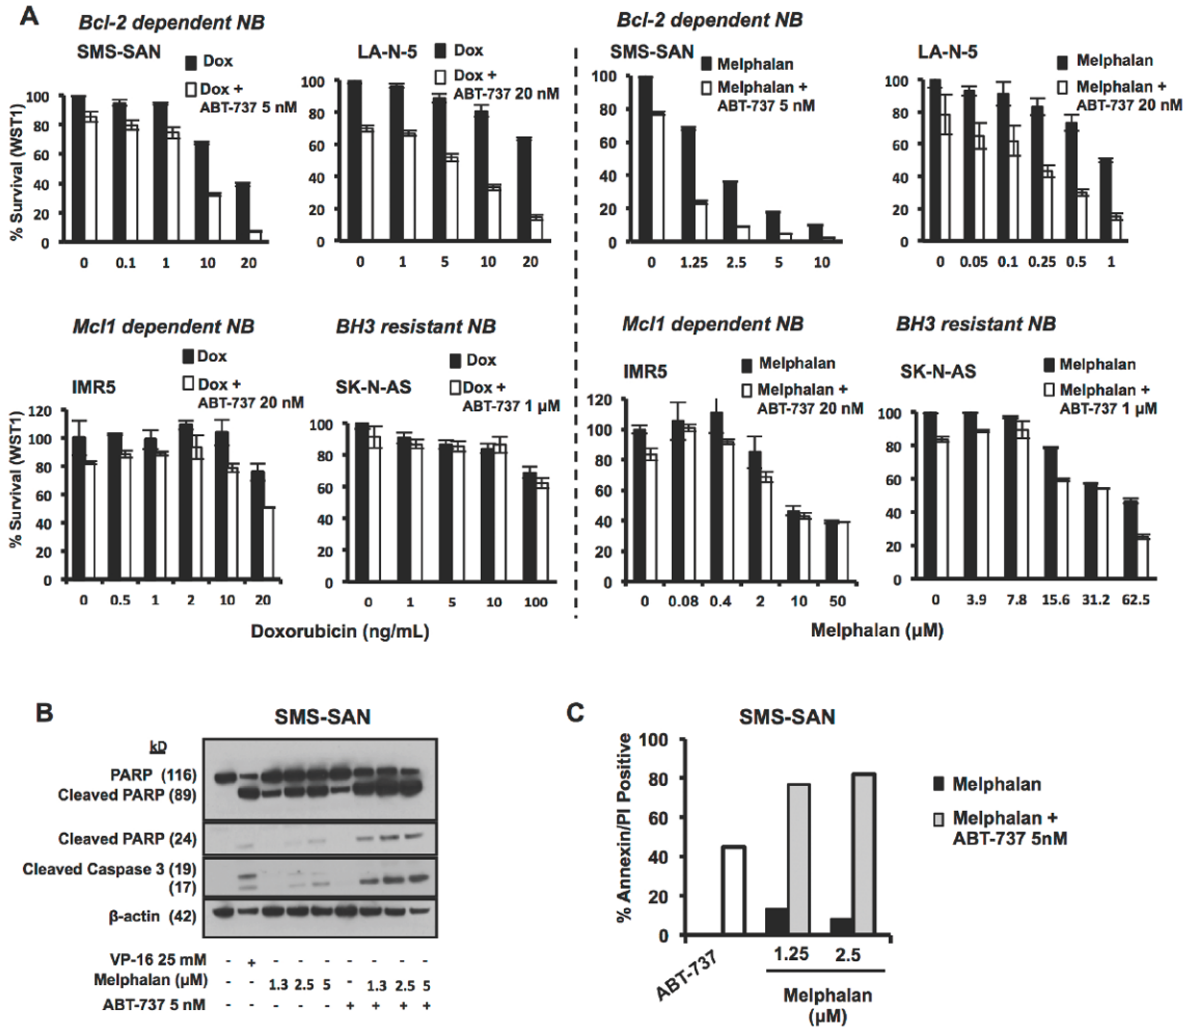 A
Bcl-2 dependent NB
SMS-SAN
Dox
Dox +
ABT-737 5 nM
LA-N-5
Dox
Dox +
ABT-737 20 nM
% Survival (WST1)
100
80
60
40
20
0
0 0.1 1 10 20
100
80
60
40
20
0
0 1 5 10 20
Bcl-2 dependent NB
SMS-SAN
Melphalan
Melphalan +
ABT-737 5 nM
LA-N-5
Melphalan
Melphalan +
ABT-737 20 nM
100
80
60
40
20
0
0 1.25 2.5 5 10
100
80
60
40
20
0
0 0.05 0.1 0.25 0.5 1
Mcl1 dependent NB
IMR5
Dox
Dox +
ABT-737 20 nM
BH3 resistant NB
SK-N-AS
Dox
Dox +
ABT-737 1 µM
% Survival (WST1)
120
100
80
60
40
20
0
0 0.5 1 2 10 20
100
80
60
40
20
0
0 1 5 10 100
Doxorubicin (ng/mL)
Mcl1 dependent NB
IMR5
Melphalan
Melphalan +
ABT-737 20 nM
BH3 resistant NB
SK-N-AS
Melphalan
Melphalan +
ABT-737 1 µM
120
100
80
60
40
20
0
0 0.08 0.4 2 10 50
100
80
60
40
20
0
0 3.9 7.8 15.6 31.2 62.5
Melphalan (µM)
B
SMS-SAN
kD
PARP (116)
Cleaved PARP (89)
Cleaved PARP (24)
Cleaved Caspase 3 (19)
(17)
β-actin (42)
VP-16 25 mM - + - - - - - - -
Melphalan (µM) - - 1.3 2.5 5 - 1.3 2.5 5
ABT-737 5 nM - - - - - + + + +
C
SMS-SAN
% Annexin/PI Positive
100
80
60
40
20
0
Melphalan
Melphalan +
ABT-737 5nM
ABT-737
1.25 2.5
Melphalan
(µM)